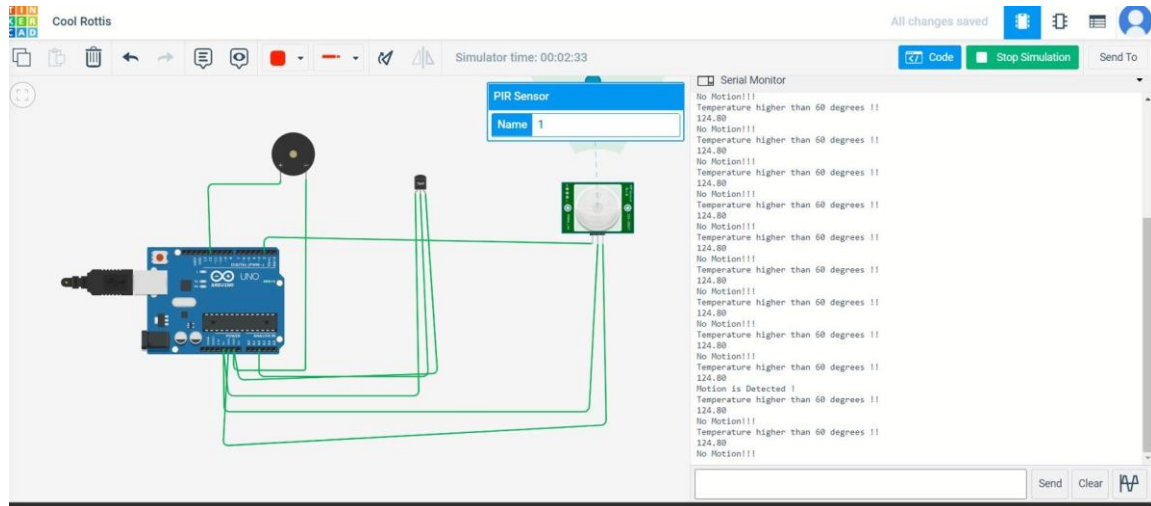 TIN
KER
CAD
Cool Rottis
All changes saved
Simulator time: 00:02:33
Code
Stop Simulation
Send To
PIR Sensor
Name 1
Serial Monitor
No Motion!!!
Temperature higher than 60 degrees !!
124.80
No Motion!!!
Temperature higher than 60 degrees !!
124.80
No Motion!!!
Temperature higher than 60 degrees !!
124.80
No Motion!!!
Temperature higher than 60 degrees !!
124.80
No Motion!!!
Temperature higher than 60 degrees !!
124.80
No Motion!!!
Temperature higher than 60 degrees !!
124.80
No Motion!!!
Temperature higher than 60 degrees !!
124.80
No Motion!!!
Temperature higher than 60 degrees !!
124.80
No Motion!!!
Temperature higher than 60 degrees !!
124.80
Motion is Detected !
Temperature higher than 60 degrees !!
124.80
No Motion!!!
Temperature higher than 60 degrees !!
124.80
No Motion!!!
UNO
ARDUINO
Send
Clear